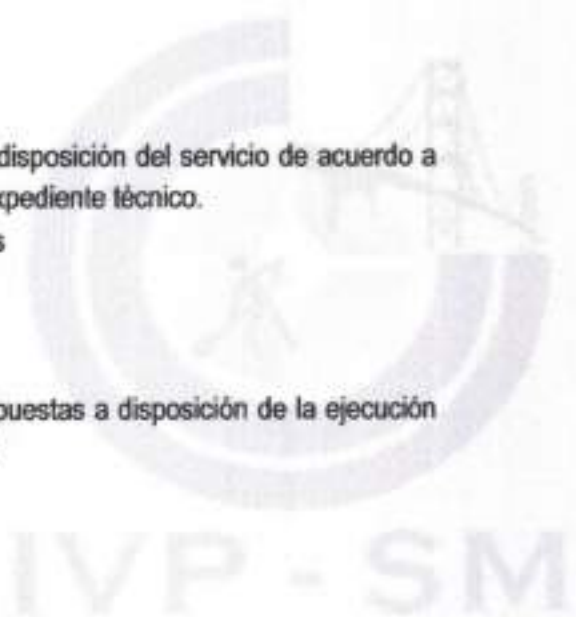 disposición del servicio de acuerdo a
xpediente técnico.
s
puestas a disposición de la ejecución
IVP - SM